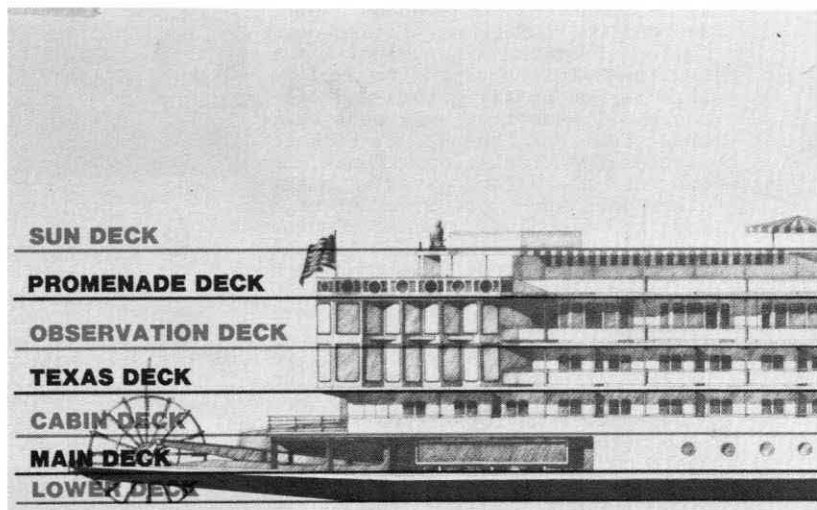 SUN DECK
PROMENADE DECK
OBSERVATION DECK
TEXAS DECK
CABIN DECK
MAIN DECK
LOWER DECK